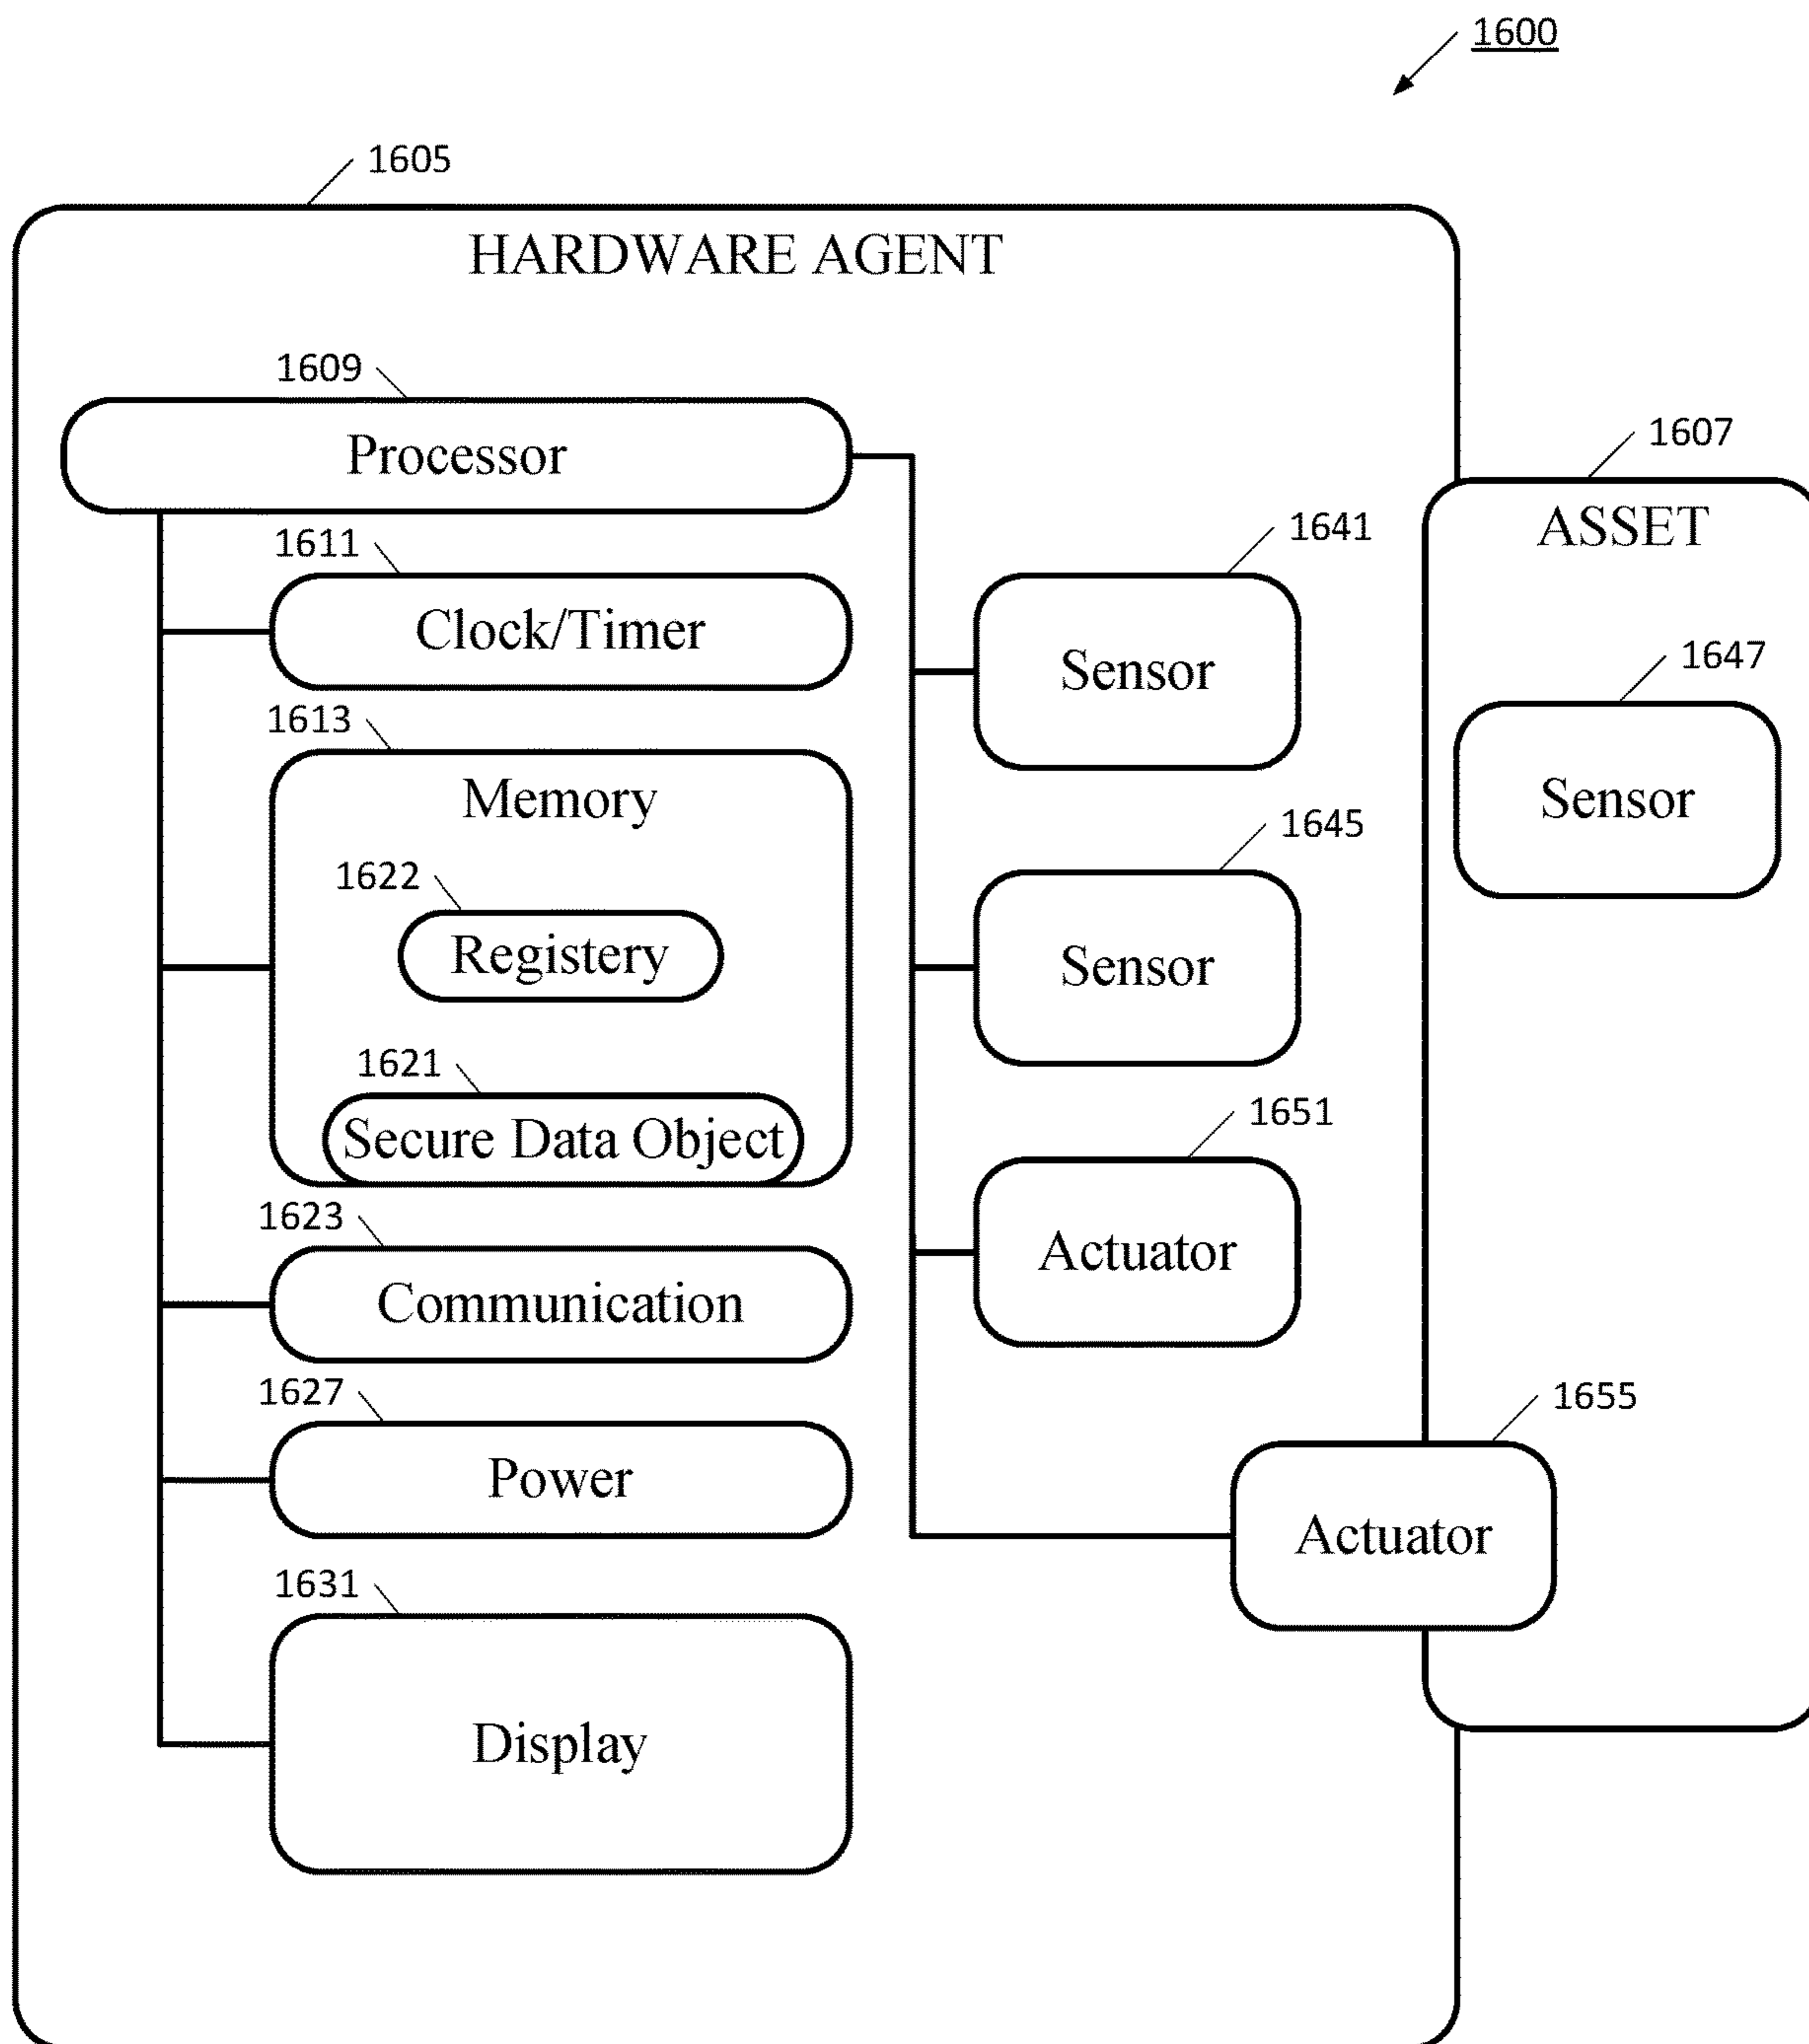 1600
1605
HARDWARE AGENT
1609
Processor
1607
ASSET
1611
Clock/Timer
1641
Sensor
1647
Sensor
1613
Memory
1622
Registery
1645
Sensor
1621
Secure Data Object
1651
Actuator
1623
Communication
1627
Power
1655
Actuator
1631
Display